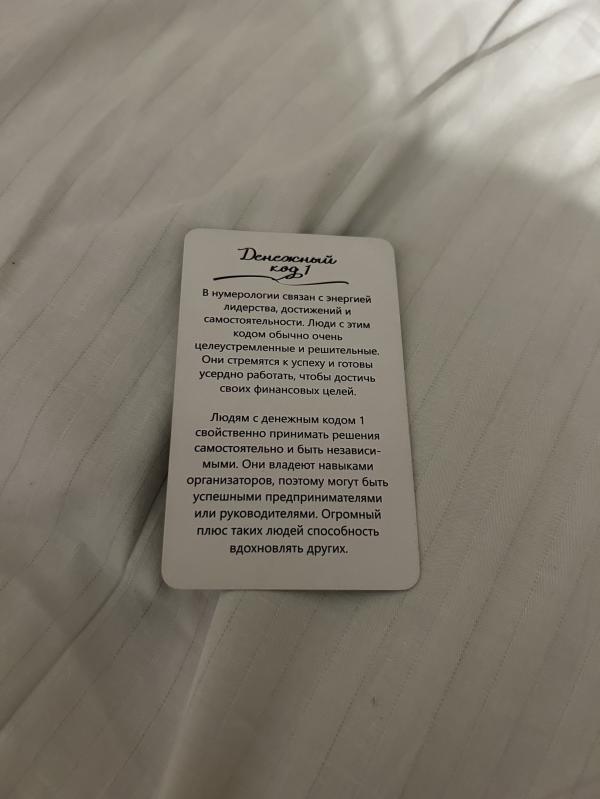 Денежный
код 1
В нумерологии связан с энергией
лидерства, достижений и
самостоятельности. Люди с этим
кодом обычно очень
целеустремленные и решительные.
Они стремятся к успеху и готовы
усердно работать, чтобы достичь
своих финансовых целей.
Людям с денежным кодом 1
свойственно принимать решения
самостоятельно и быть независи-
мыми. Они владеют навыками
организаторов, поэтому могут быть
успешными предпринимателями
или руководителями. Огромный
плюс таких людей способность
вдохновлять других.